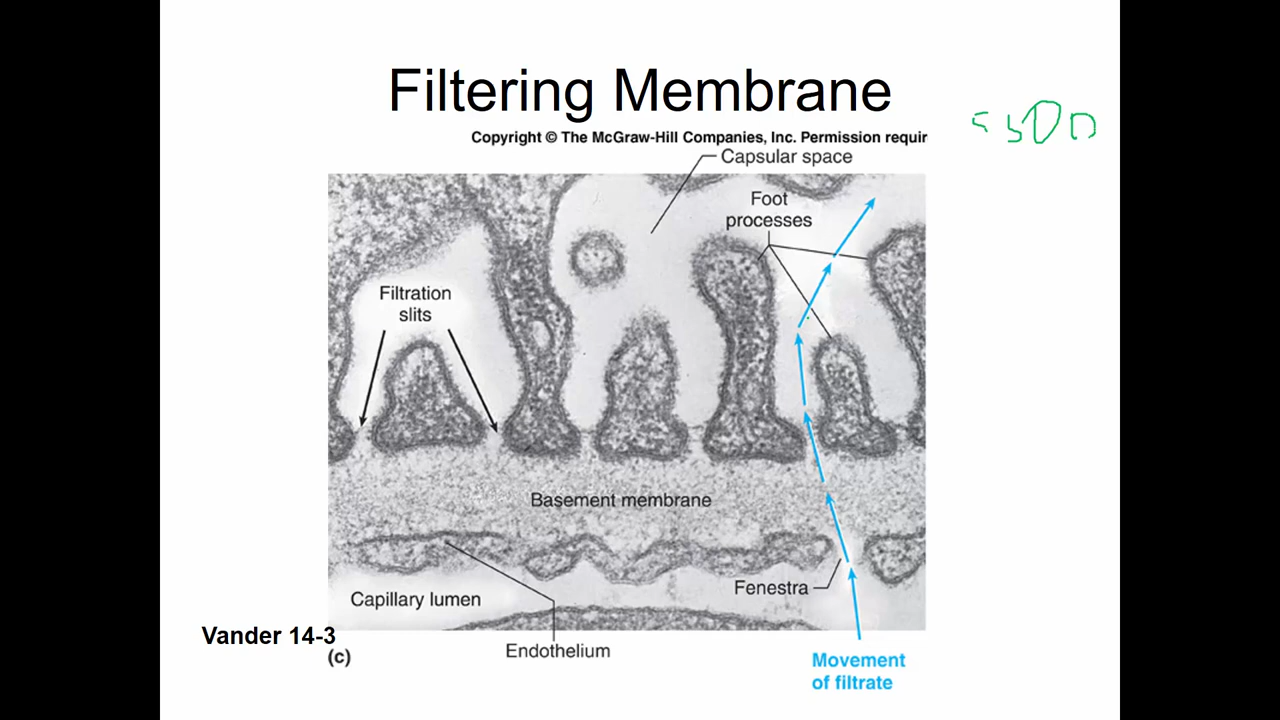 Filtering Membrane
Copyright © The McGraw-Hill Companies, Inc. Permission requir
Capsular space
Foot
processes
Filtration
slits
Basement membrane
Fenestra
Capillary lumen
Vander 14-3
(c)
Endothelium
Movement
of filtrate